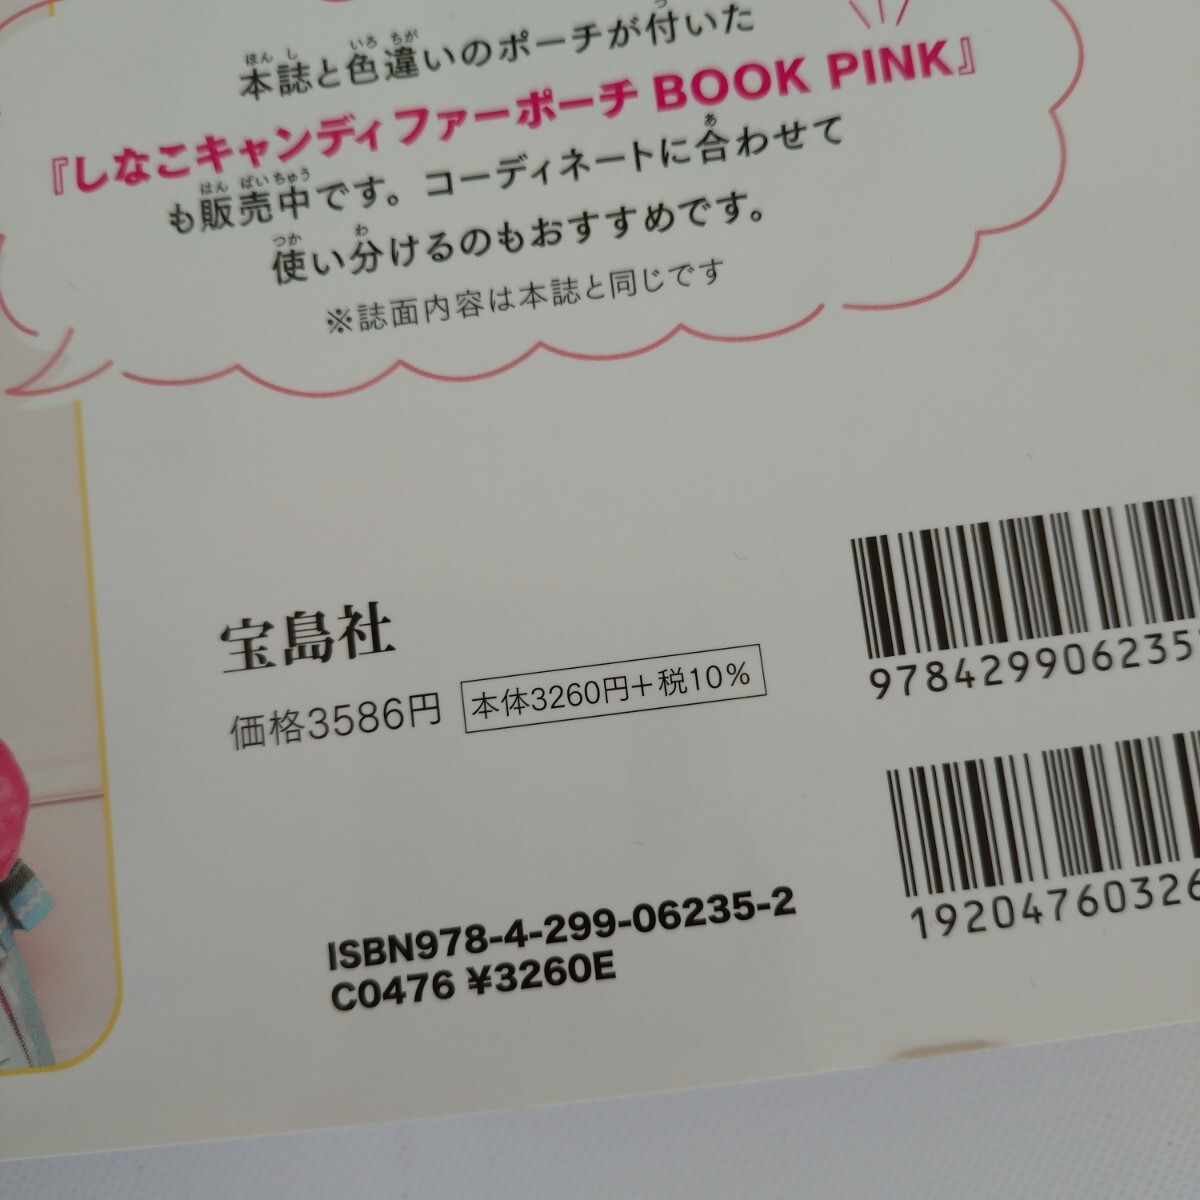 本誌と色違いのポーチが付いた
『しなこキャンディファーポーチ BOOK PINK』
も販売中です。コーディネートに合わせて
使い分けるのもおすすめです。
※誌面内容は本誌と同じです
宝島社
価格3586円 本体3260円+税10%
978429906235
19204760326
ISBN978-4-299-06235-2
C0476 ¥3260E